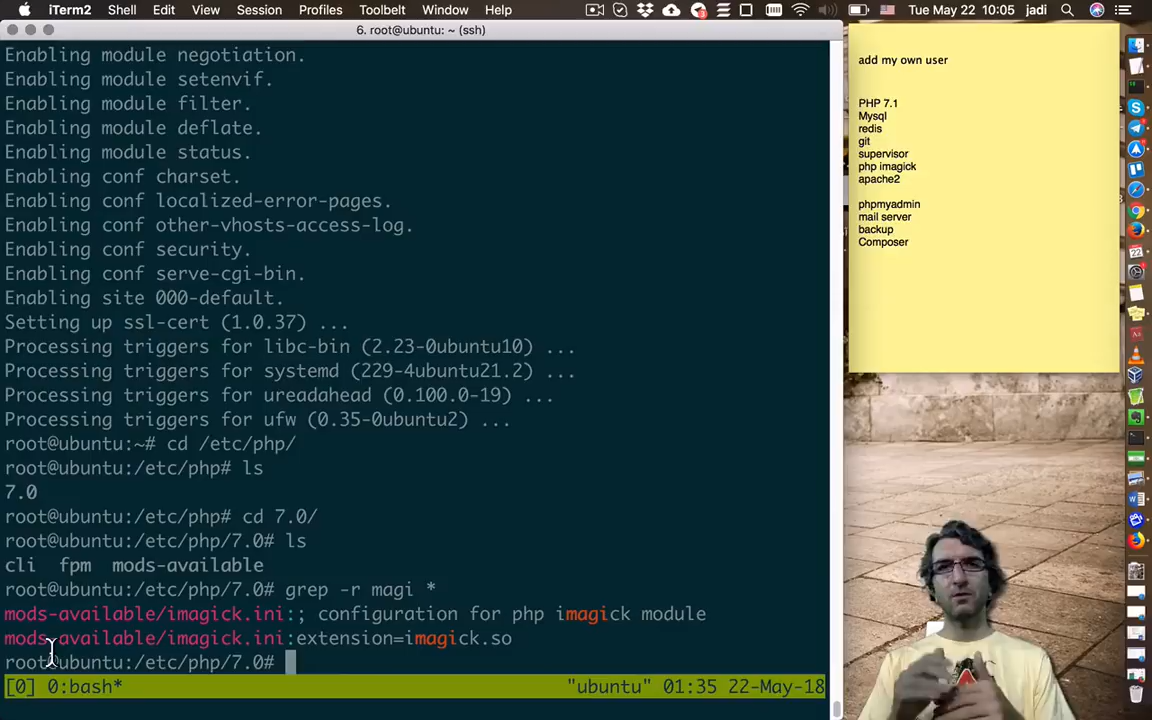 iTerm2 Shell Edit View Session Profiles Toolbelt Window Help Tue May 22 10:05 jadi
6. root@ubuntu: ~ (ssh)
Enabling module negotiation.
Enabling module setenvif.
Enabling module filter.
Enabling module deflate.
Enabling module status.
Enabling conf charset.
Enabling conf localized-error-pages.
Enabling conf other-vhosts-access-log.
Enabling conf security.
Enabling conf serve-cgi-bin.
Enabling site 000-default.
Setting up ssl-cert (1.0.37) ...
Processing triggers for libc-bin (2.23-0ubuntu10) ...
Processing triggers for systemd (229-4ubuntu21.2) ...
Processing triggers for ureadahead (0.100.0-19) ...
Processing triggers for ufw (0.35-0ubuntu2) ...
root@ubuntu:~# cd /etc/php/
root@ubuntu:/etc/php# ls
7.0
root@ubuntu:/etc/php# cd 7.0/
root@ubuntu:/etc/php/7.0# ls
cli fpm mods-available
root@ubuntu:/etc/php/7.0# grep -r magi *
mods-available/imagick.ini:; configuration for php imagick module
mods-available/imagick.ini:extension=imagick.so
root@ubuntu:/etc/php/7.0#
[0] 0:bash* "ubuntu" 01:35 22-May-18
add my own user
PHP 7.1
Mysql
redis
git
supervisor
php imagick
apache2
phpmyadmin
mail server
backup
Composer